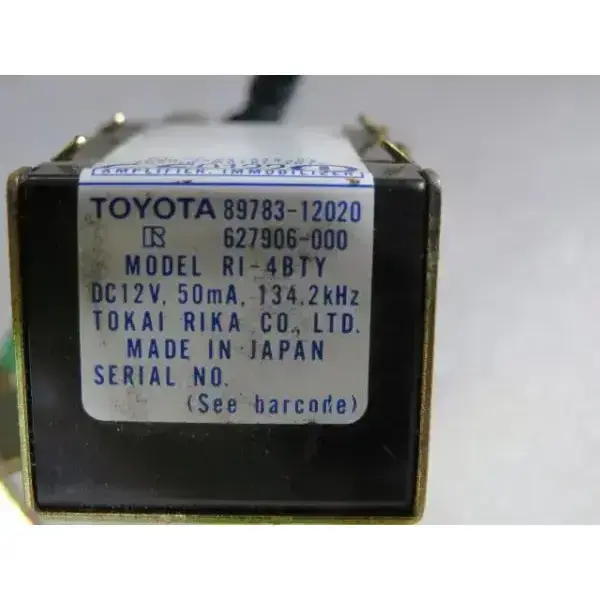 AMPLIFIER, IMMOBILIZER
TOYOTA 89783-12020
R 627906-000
MODEL RI-4BTY
DC12V, 50mA, 134.2kHz
TOKAI RIKA CO., LTD.
MADE IN JAPAN
SERIAL NO.
(See barcode)